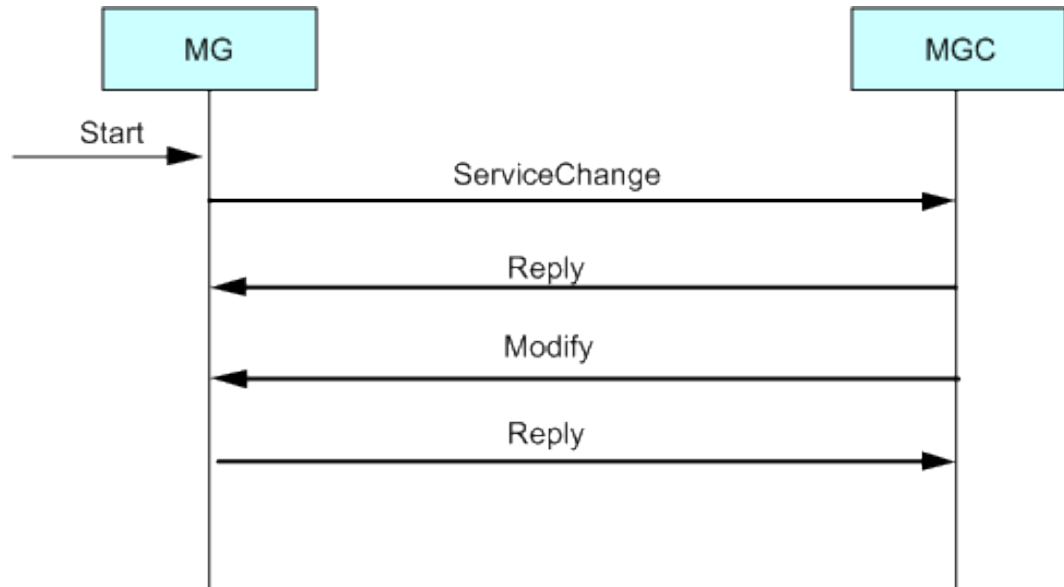 MG
MGC
Start
ServiceChange
Reply
Modify
Reply